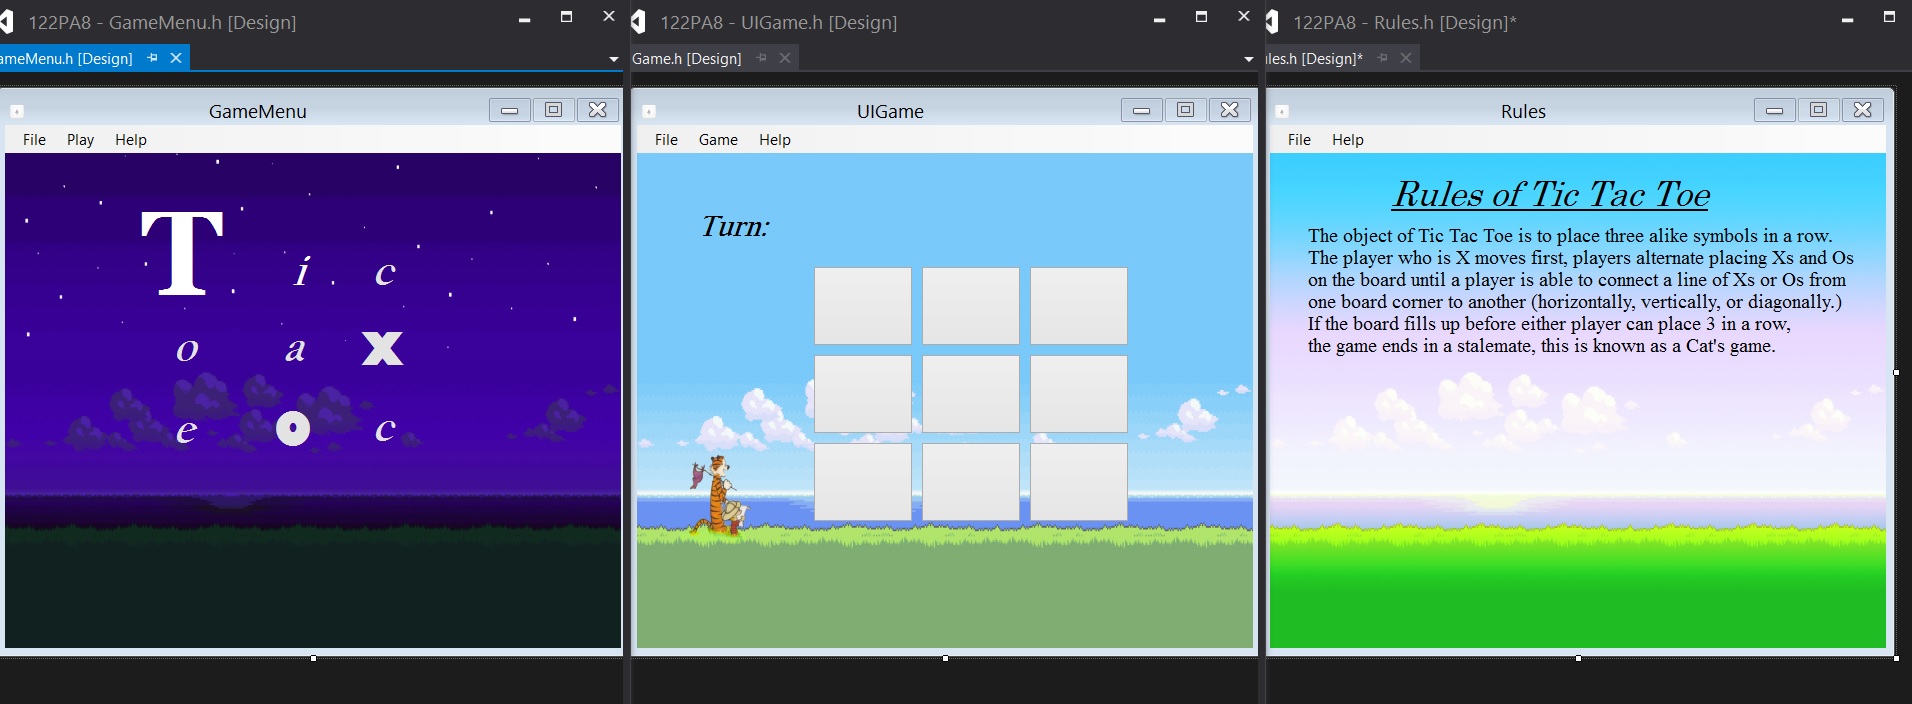 122PA8 - GameMenu.h [Design]
ameMenu.h [Design]
GameMenu
File Play Help
T i c
o a x
e o c
122PA8 - UIGame.h [Design]
Game.h [Design]
UIGame
File Game Help
Turn:
122PA8 - Rules.h [Design]*
les.h [Design]*
Rules
File Help
Rules of Tic Tac Toe
The object of Tic Tac Toe is to place three alike symbols in a row.
The player who is X moves first, players alternate placing Xs and Os
on the board until a player is able to connect a line of Xs or Os from
one board corner to another (horizontally, vertically, or diagonally.)
If the board fills up before either player can place 3 in a row,
the game ends in a stalemate, this is known as a Cat's game.